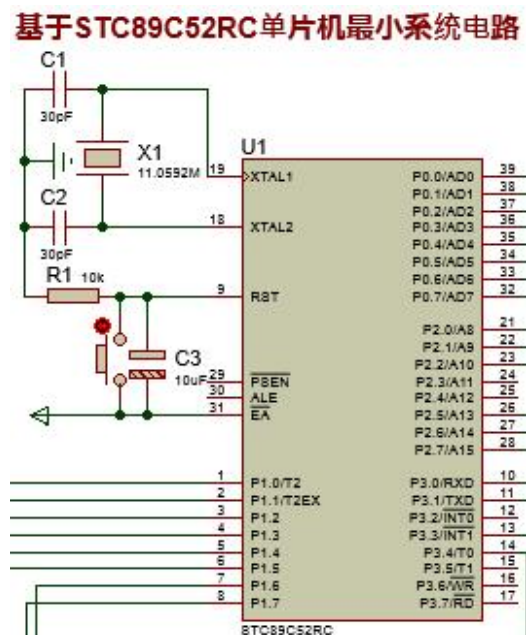 基于STC89C52RC单片机最小系统电路
C1
30pF
X1
11.0592M
C2
30pF
R1 10k
C3
10uF
U1
19 XTAL1
18 XTAL2
9 RST
29 PSEN
30 ALE
31 EA
1 P1.0/T2
2 P1.1/T2EX
3 P1.2
4 P1.3
5 P1.4
6 P1.5
7 P1.6
8 P1.7
P0.0/AD0 39
P0.1/AD1 38
P0.2/AD2 37
P0.3/AD3 36
P0.4/AD4 35
P0.5/AD5 34
P0.6/AD6 33
P0.7/AD7 32
P2.0/A8 21
P2.1/A9 22
P2.2/A10 23
P2.3/A11 24
P2.4/A12 25
P2.5/A13 26
P2.6/A14 27
P2.7/A15 28
P3.0/RXD 10
P3.1/TXD 11
P3.2/INT0 12
P3.3/INT1 13
P3.4/T0 14
P3.5/T1 15
P3.6/WR 16
P3.7/RD 17
STC89C52RC